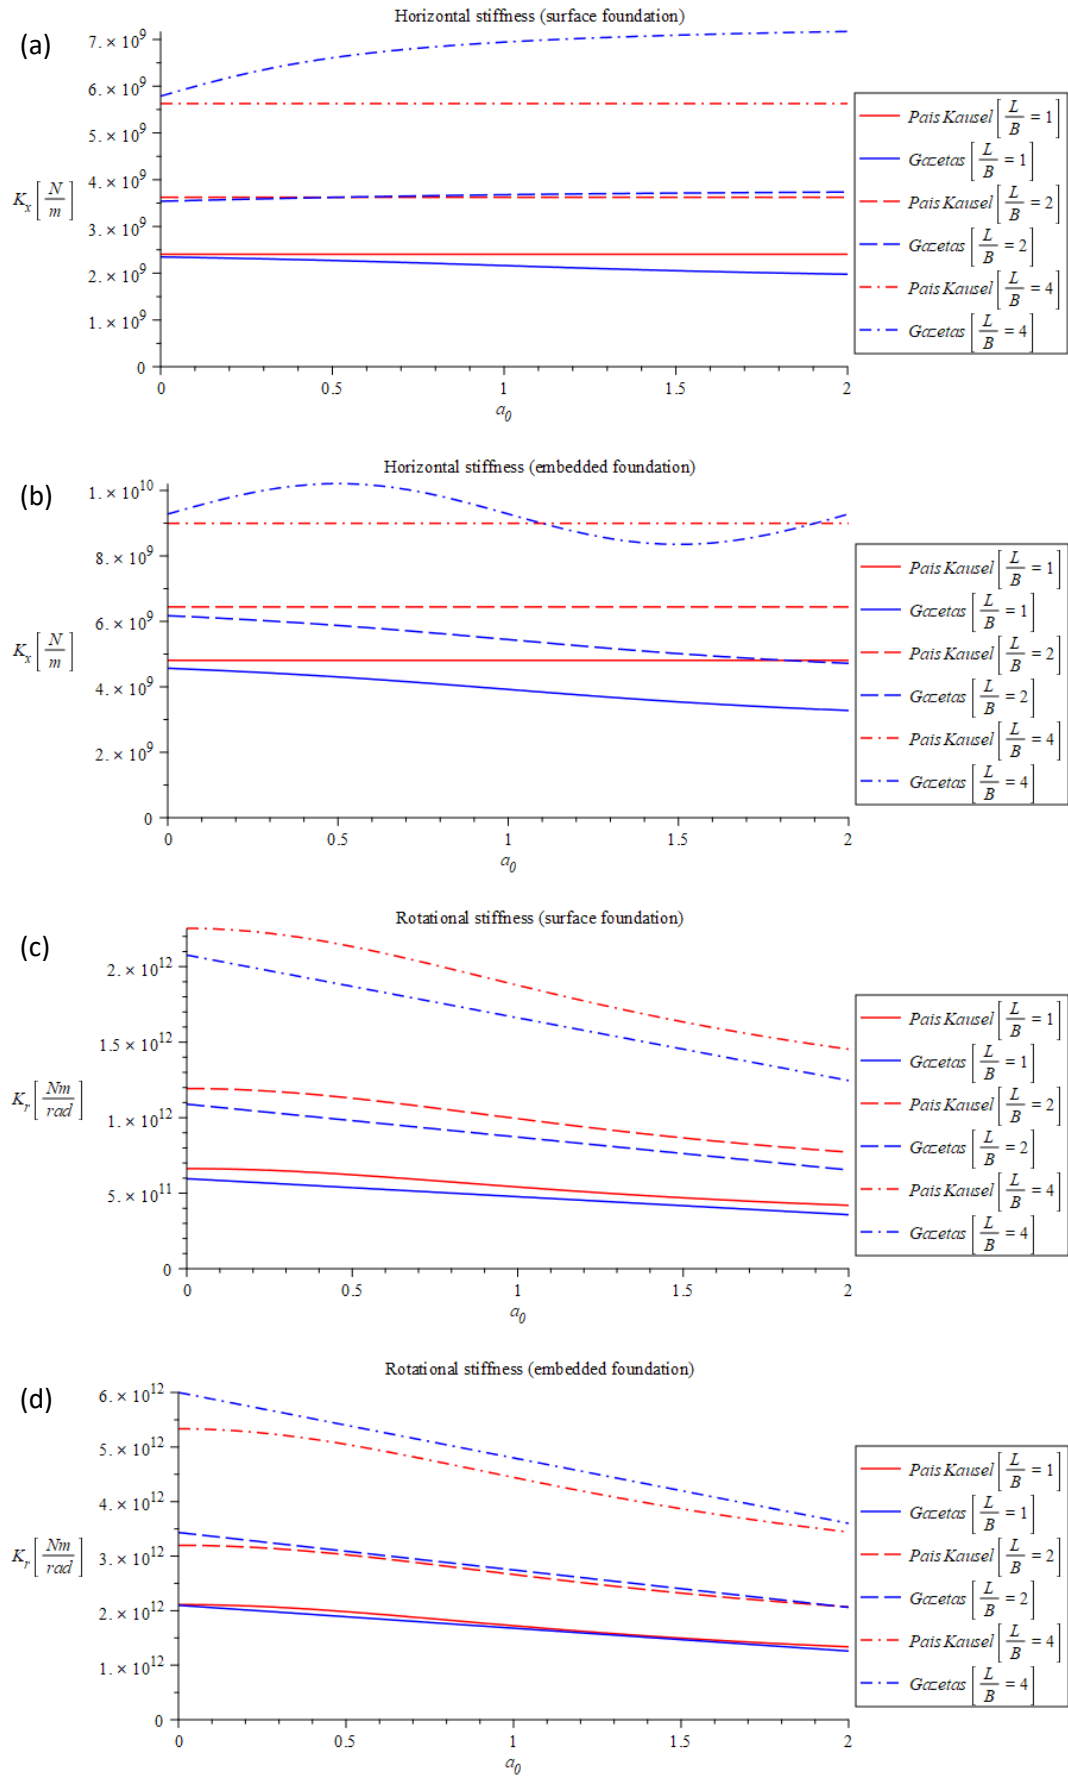 (a)
Horizontal stiffness (surface foundation)
7. × 10^9
6. × 10^9
5. × 10^9
4. × 10^9
3. × 10^9
2. × 10^9
1. × 10^9
0
K_x [N/m]
0 0.5 1 1.5 2
a_0
Pais Kausel [L/B = 1]
Gazetas [L/B = 1]
Pais Kausel [L/B = 2]
Gazetas [L/B = 2]
Pais Kausel [L/B = 4]
Gazetas [L/B = 4]
(b)
Horizontal stiffness (embedded foundation)
1. × 10^10
8. × 10^9
6. × 10^9
4. × 10^9
2. × 10^9
0
K_x [N/m]
0 0.5 1 1.5 2
a_0
Pais Kausel [L/B = 1]
Gazetas [L/B = 1]
Pais Kausel [L/B = 2]
Gazetas [L/B = 2]
Pais Kausel [L/B = 4]
Gazetas [L/B = 4]
(c)
Rotational stiffness (surface foundation)
2. × 10^12
1.5 × 10^12
1. × 10^12
5. × 10^11
0
K_r [Nm/rad]
0 0.5 1 1.5 2
a_0
Pais Kausel [L/B = 1]
Gazetas [L/B = 1]
Pais Kausel [L/B = 2]
Gazetas [L/B = 2]
Pais Kausel [L/B = 4]
Gazetas [L/B = 4]
(d)
Rotational stiffness (embedded foundation)
6. × 10^12
5. × 10^12
4. × 10^12
3. × 10^12
2. × 10^12
1. × 10^12
0
K_r [Nm/rad]
0 0.5 1 1.5 2
a_0
Pais Kausel [L/B = 1]
Gazetas [L/B = 1]
Pais Kausel [L/B = 2]
Gazetas [L/B = 2]
Pais Kausel [L/B = 4]
Gazetas [L/B = 4]